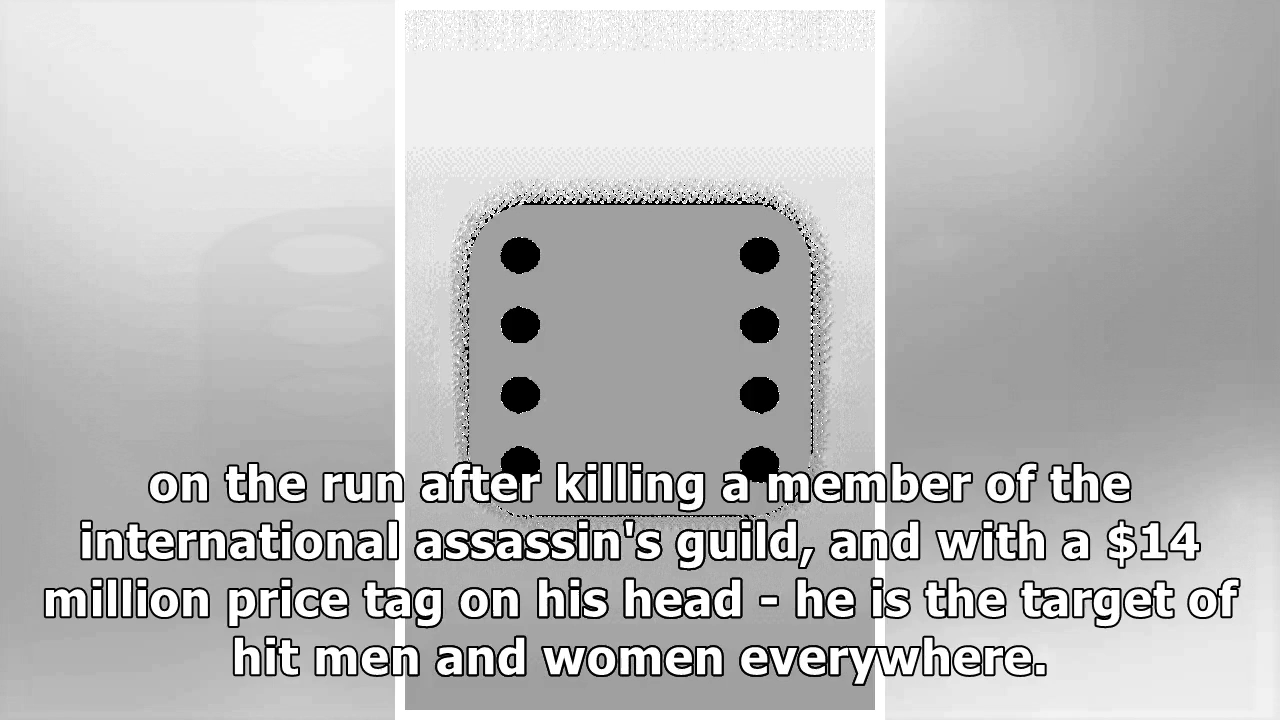 on the run after killing a member of the
international assassin's guild, and with a $14
million price tag on his head - he is the target of
hit men and women everywhere.